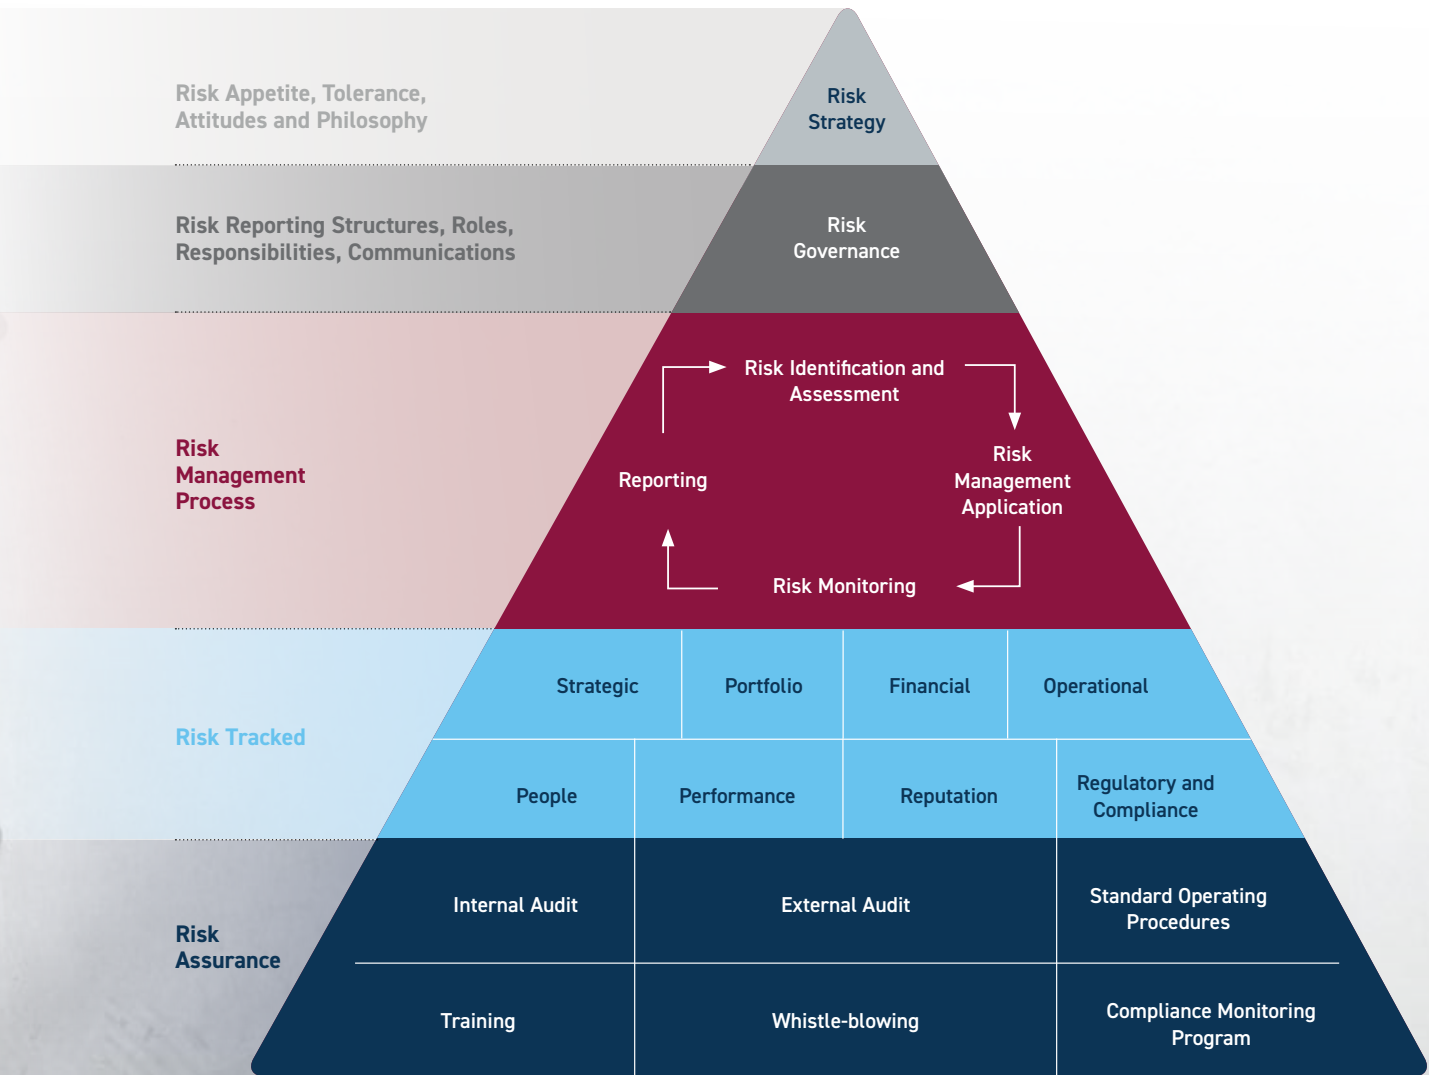 Risk Appetite, Tolerance,
Attitudes and Philosophy
Risk
Strategy
Risk Reporting Structures, Roles,
Responsibilities, Communications
Risk
Governance
Risk
Management
Process
Risk Identification and
Assessment
Risk
Management
Application
Reporting
Risk Monitoring
Risk Tracked
Strategic
Portfolio
Financial
Operational
People
Performance
Reputation
Regulatory and
Compliance
Risk
Assurance
Internal Audit
External Audit
Standard Operating
Procedures
Training
Whistle-blowing
Compliance Monitoring
Program